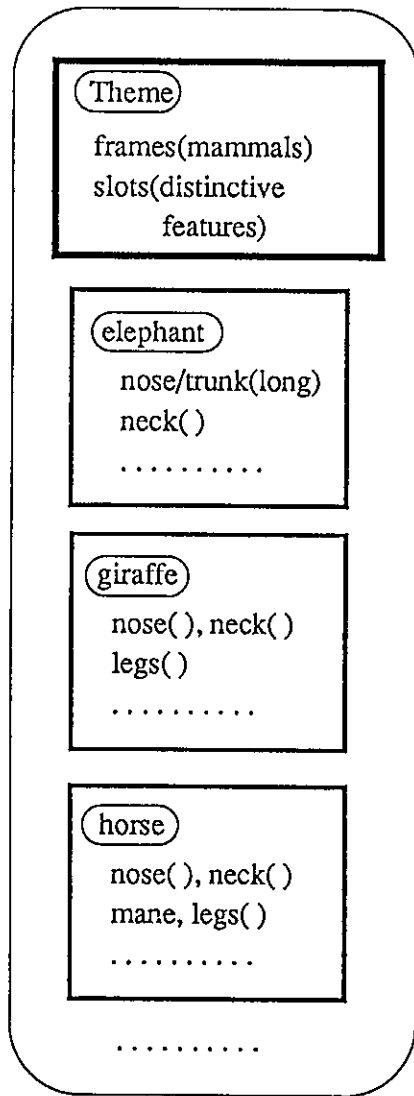 Theme
frames(mammals)
slots(distinctive
features)
elephant
nose/trunk(long)
neck( )
. . . . . . . . . .
giraffe
nose( ), neck( )
legs( )
. . . . . . . . . .
horse
nose( ), neck( )
mane, legs( )
. . . . . . . . . .
. . . . . . . . . .